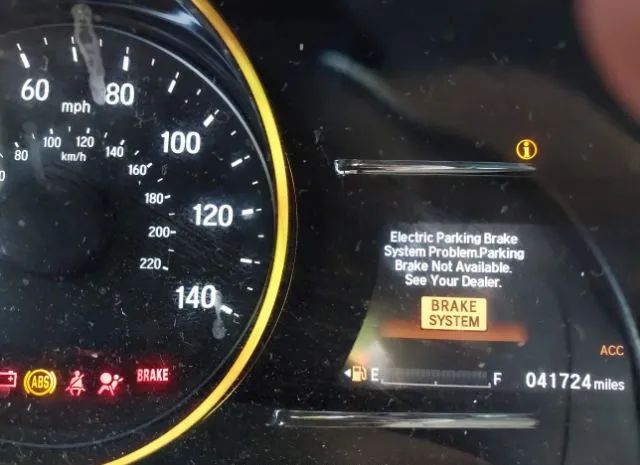 60
80
mph
100
120
140
80
100
120
140
160
km/h
180
200
220
0
ABS
BRAKE
Electric Parking Brake
System Problem.Parking
Brake Not Available.
See Your Dealer.
BRAKE
SYSTEM
ACC
E
F
041724 miles